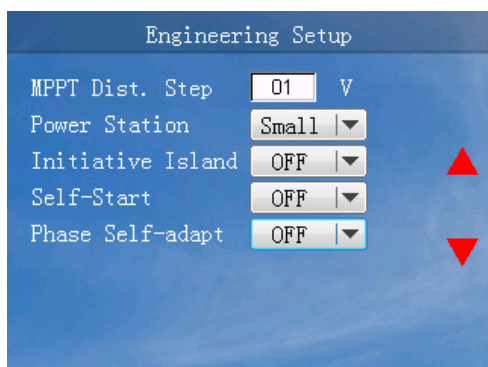 Engineering Setup
MPPT Dist. Step 01 V
Power Station Small
Initiative Island OFF
Self-Start OFF
Phase Self-adapt OFF